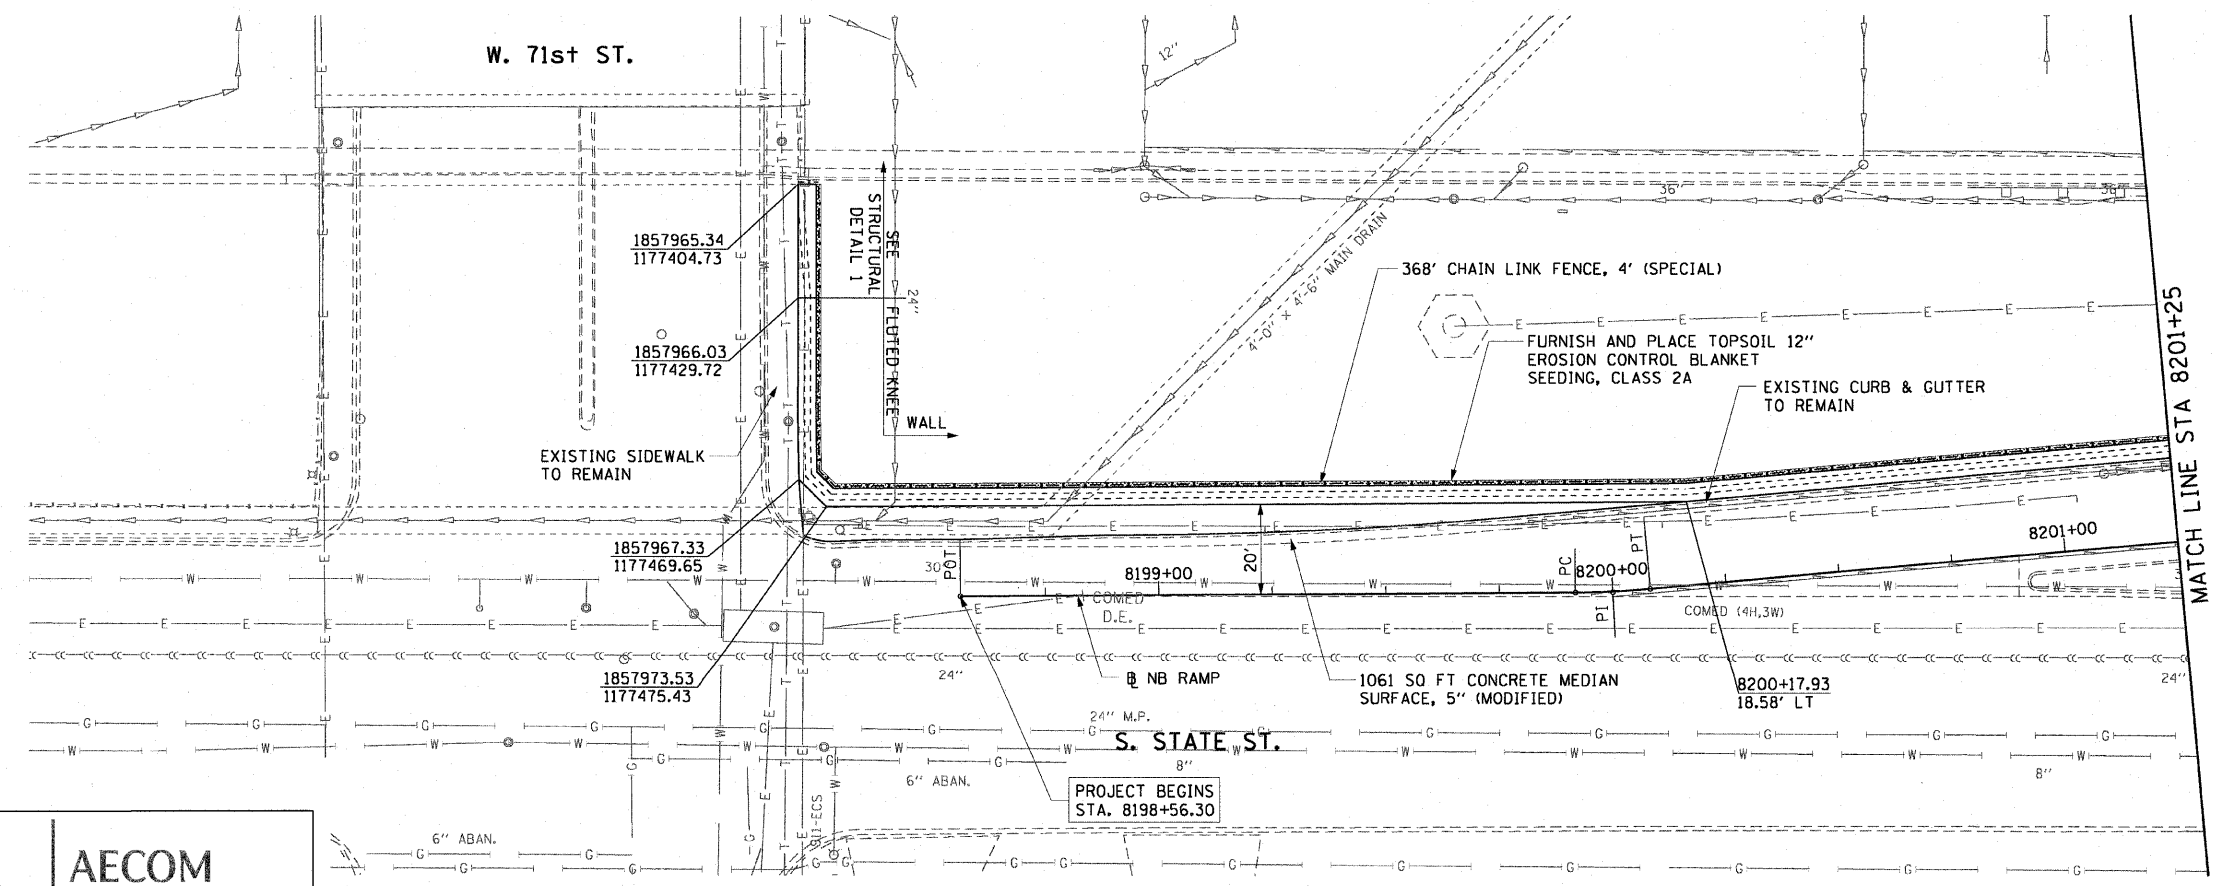 W. 71st ST.
12"
36"
36"
1857965.34
1177404.73
SEE
STRUCTURAL
DETAIL 1
24"
FLUTED KNEE
WALL
4'-0" X 4'-6" MAIN DRAIN
368' CHAIN LINK FENCE, 4' (SPECIAL)
FURNISH AND PLACE TOPSOIL 12"
EROSION CONTROL BLANKET
SEEDING, CLASS 2A
EXISTING CURB & GUTTER
TO REMAIN
MATCH LINE STA 8201+25
1857966.03
1177429.72
EXISTING SIDEWALK
TO REMAIN
1857967.33
1177469.65
30"
POT
8199+00
20'
PC
8200+00
PT
PI
8201+00
COMED
D.E.
COMED (4H,3W)
1857973.53
1177475.43
24"
℄ NB RAMP
1061 SQ FT CONCRETE MEDIAN
SURFACE, 5" (MODIFIED)
8200+17.93
18.58' LT
24"
24" M.P.
S. STATE ST.
8"
6" ABAN.
8"
PROJECT BEGINS
STA. 8198+56.30
911-ECS
6" ABAN.
AECOM